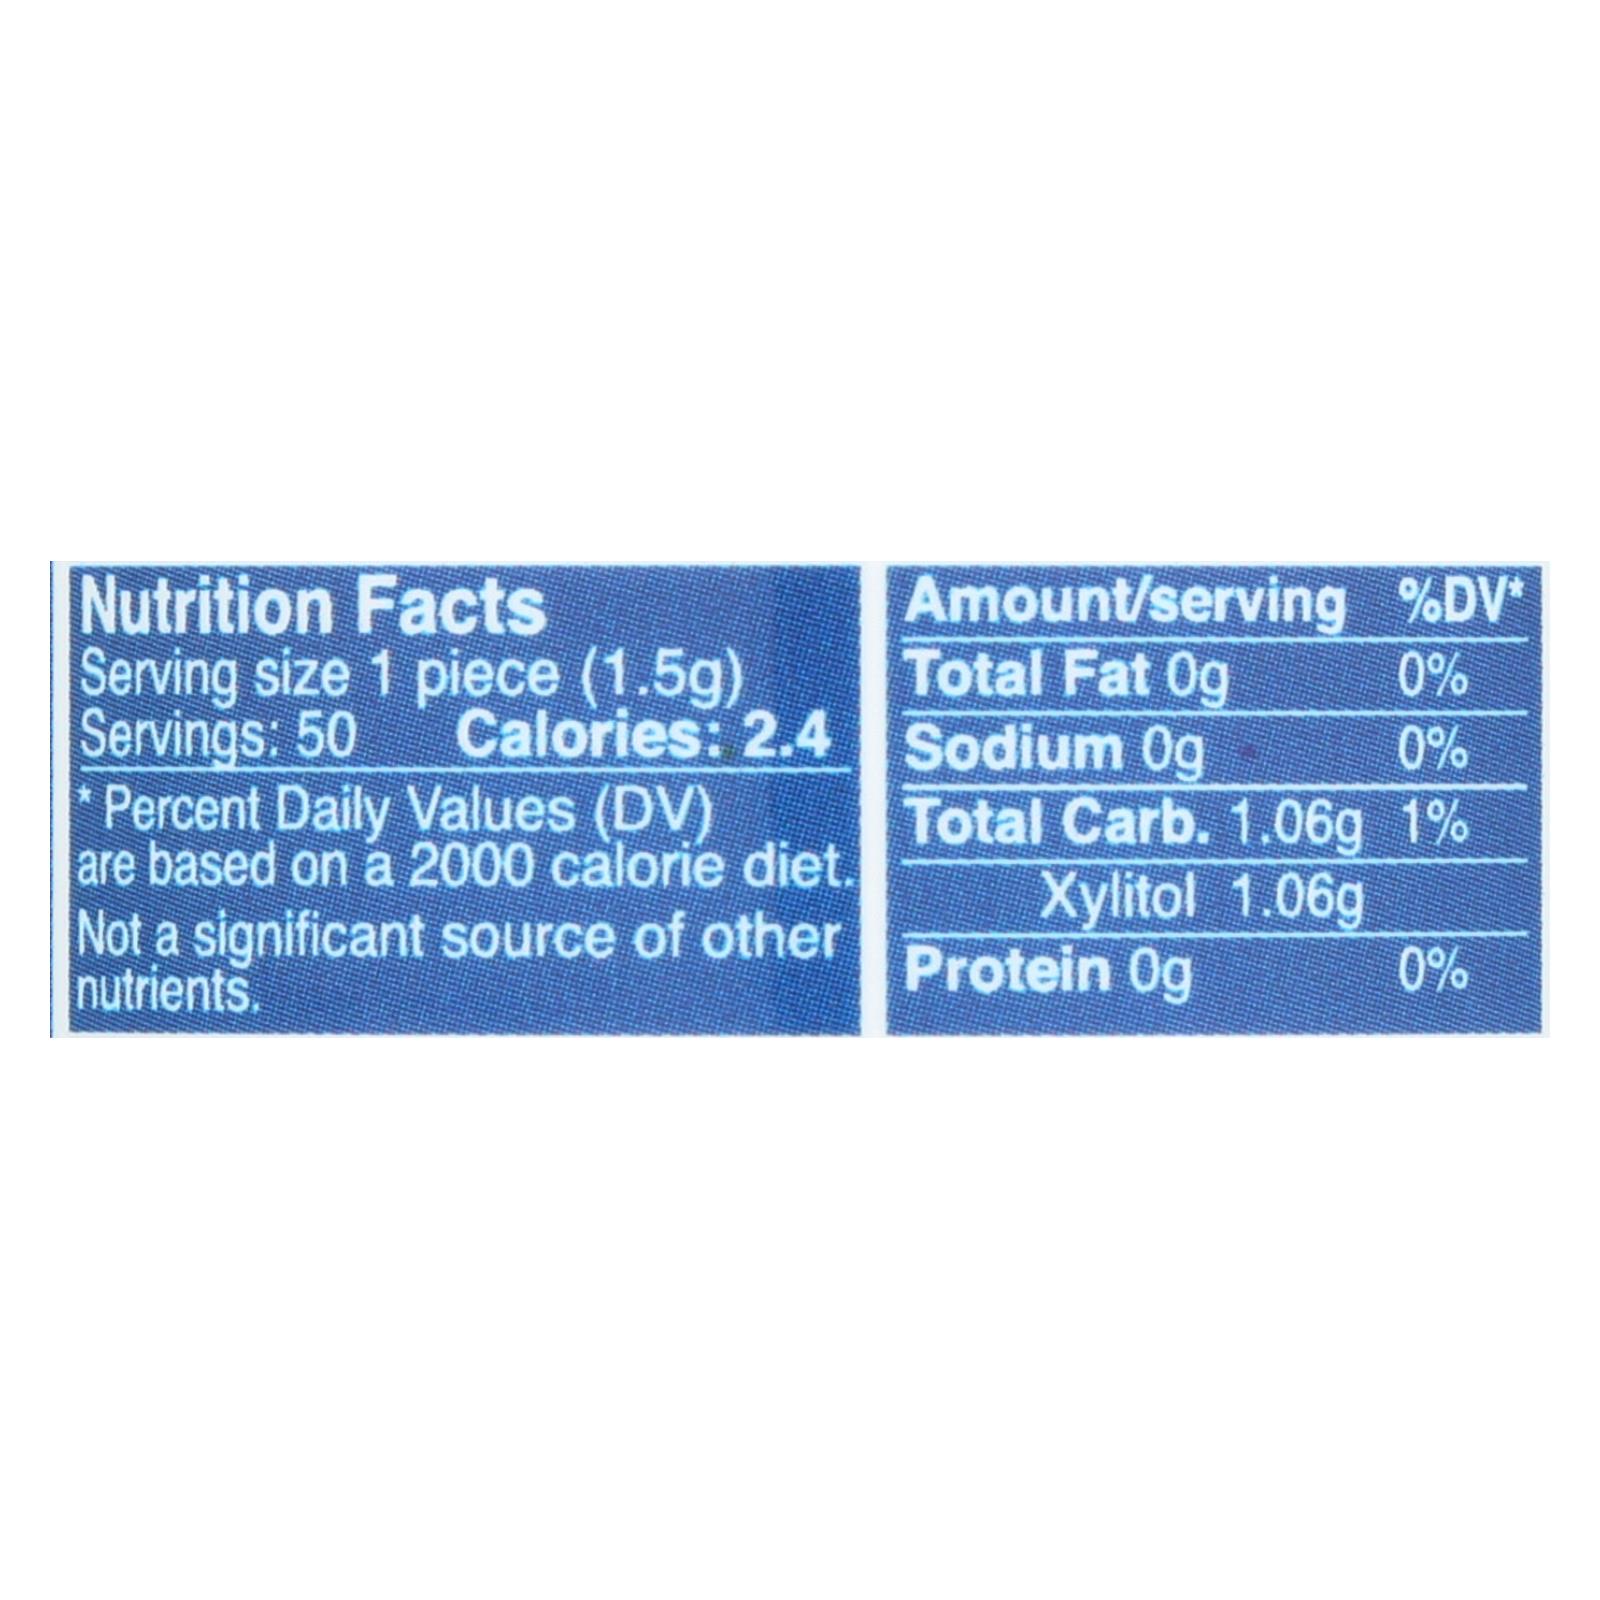 Nutrition Facts
Serving size 1 piece (1.5g)
Servings: 50 Calories: 2.4
* Percent Daily Values (DV)
are based on a 2000 calorie diet.
Not a significant source of other
nutrients.
Amount/serving %DV*
Total Fat 0g 0%
Sodium 0g 0%
Total Carb. 1.06g 1%
Xylitol 1.06g
Protein 0g 0%